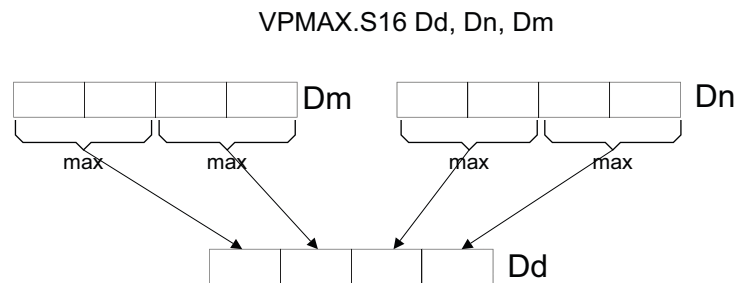 VPMAX.S16 Dd, Dn, Dm
Dm
Dn
max
max
max
max
Dd